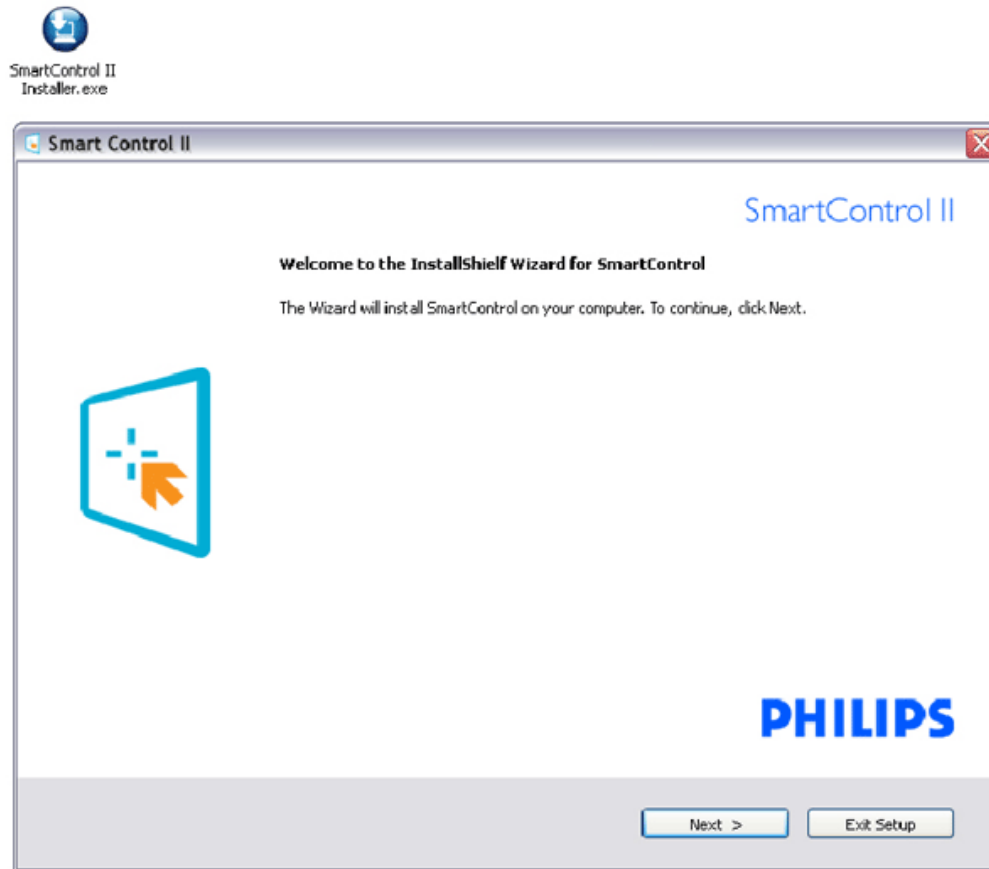 SmartControl II
Installer.exe
Smart Control II
SmartControl II
Welcome to the InstallShielf Wizard for SmartControl
The Wizard will install SmartControl on your computer. To continue, click Next.
PHILIPS
Next >
Exit Setup